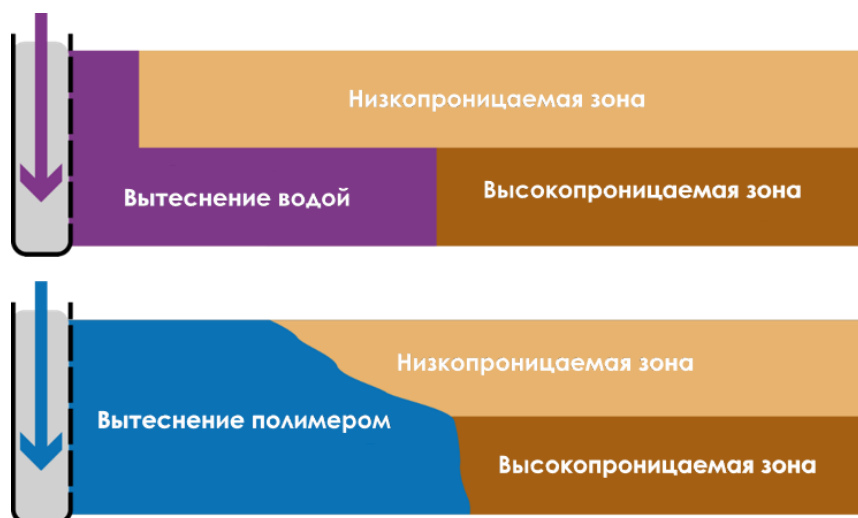 Низкопроницаемая зона
Вытеснение водой
Высокопроницаемая зона
Низкопроницаемая зона
Вытеснение полимером
Высокопроницаемая зона